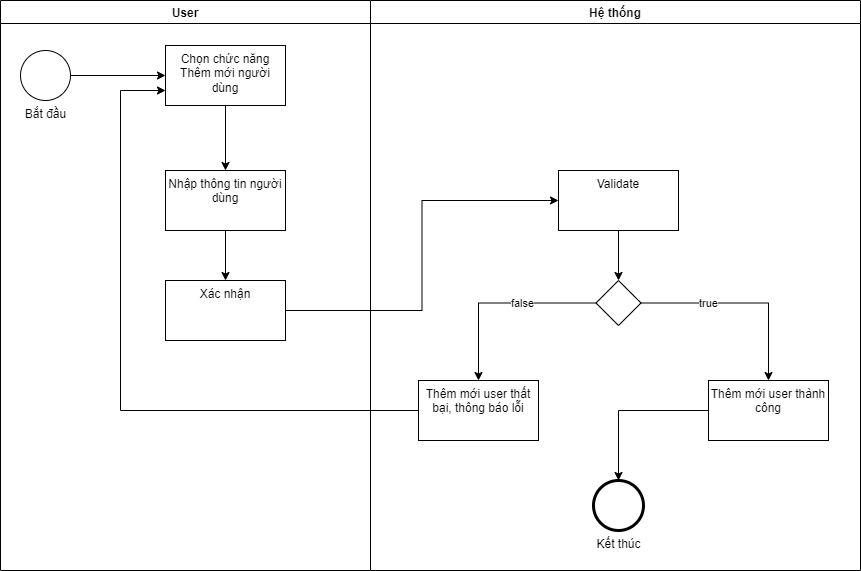 User
Hệ thống
Bắt đầu
Chọn chức năng
Thêm mới người
dùng
Nhập thông tin người
dùng
Xác nhận
Validate
false
true
Thêm mới user thất
bại, thông báo lỗi
Thêm mới user thành
công
Kết thúc